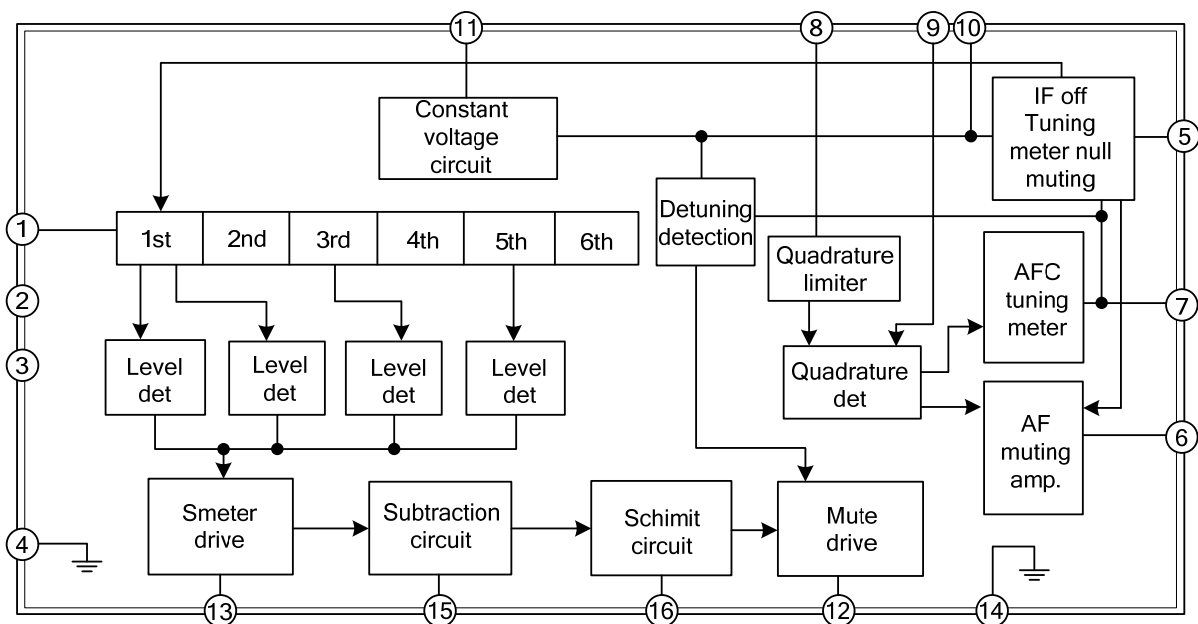 11
8
9
10
Constant
voltage
circuit
IF off
Tuning
meter null
muting
5
Detuning
detection
1
1st
2nd
3rd
4th
5th
6th
Quadrature
limiter
AFC
tuning
meter
7
2
3
Level
det
Level
det
Level
det
Level
det
Quadrature
det
AF
muting
amp.
6
Smeter
drive
Subtraction
circuit
Schimit
circuit
Mute
drive
4
13
15
16
12
14